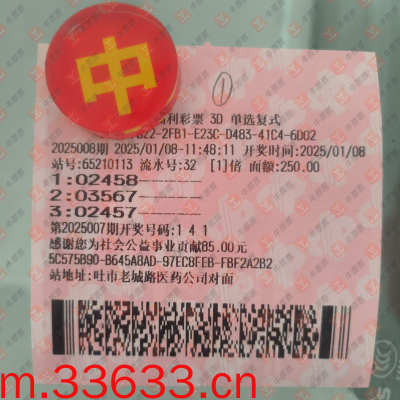 中
①
福利彩票 3D 单选复式
22-2FB1-E23C-D483-41C4-6D02
2025008期 2025/01/08-11:48:11 开奖时间:2025/01/08
站号:65210113 流水号:32 [1]倍 面额:250.00
1:02458-----
2:03567-----
3:02457-----
第2025007期开奖号码:1 4 1
感谢您为社会公益事业贡献85.00元
5C575B90-B645A8AD-97EC8FEB-FBF2A2B2
站地址:吐市老城路医药公司对面
m.33633.cn